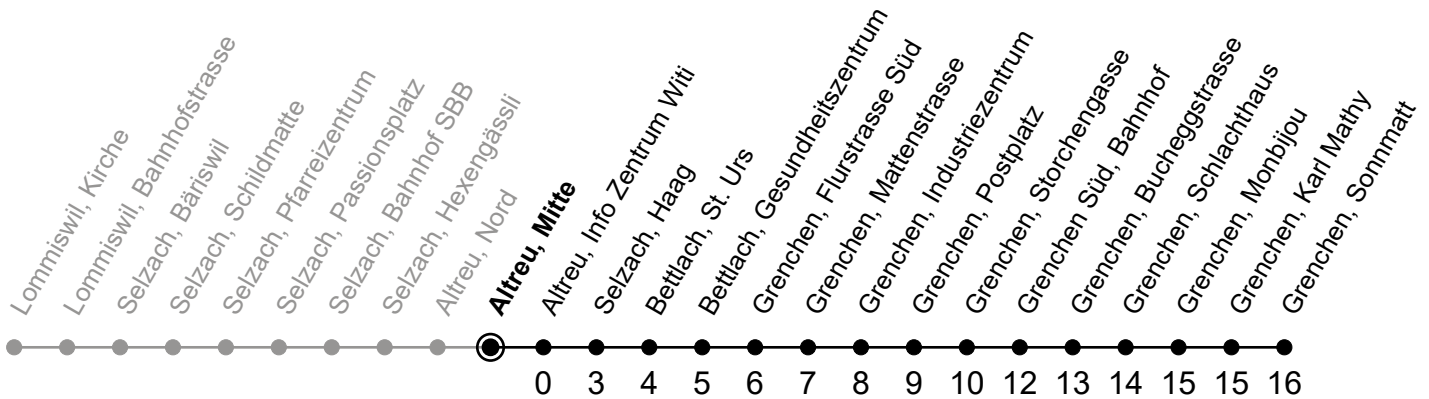 Lommiswil, Kirche
Lommiswil, Bahnhofstrasse
Selzach, Bäriswil
Selzach, Schildmatte
Selzach, Pfarreizentrum
Selzach, Passionsplatz
Selzach, Bahnhof SBB
Selzach, Hexengässli
Altreu, Nord
Altreu, Mitte
Altreu, Info Zentrum Witi
Selzach, Haag
Bettlach, St. Urs
Bettlach, Gesundheitszentrum
Grenchen, Flurstrasse Süd
Grenchen, Mattenstrasse
Grenchen, Industriezentrum
Grenchen, Postplatz
Grenchen, Storchengasse
Grenchen Süd, Bahnhof
Grenchen, Bucheggstrasse
Grenchen, Schlachthaus
Grenchen, Monbijou
Grenchen, Karl Mathy
Grenchen, Sonnmatt
0 3 4 5 6 7 8 9 10 12 13 14 15 15 16